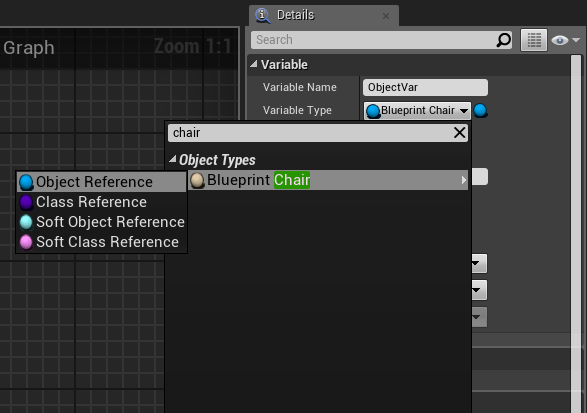 Graph
Zoom 1:1
Details
Search
Variable
Variable Name
ObjectVar
Variable Type
Blueprint Chair
chair
Object Types
Blueprint Chair
Object Reference
Class Reference
Soft Object Reference
Soft Class Reference